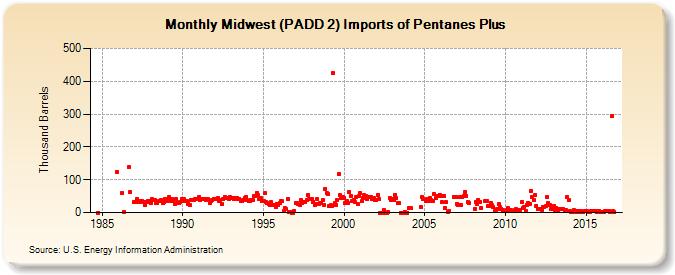 Monthly Midwest (PADD 2) Imports of Pentanes Plus
Thousand Barrels
500
400
300
200
100
0
1985 1990 1995 2000 2005 2010 2015
Source: U.S. Energy Information Administration